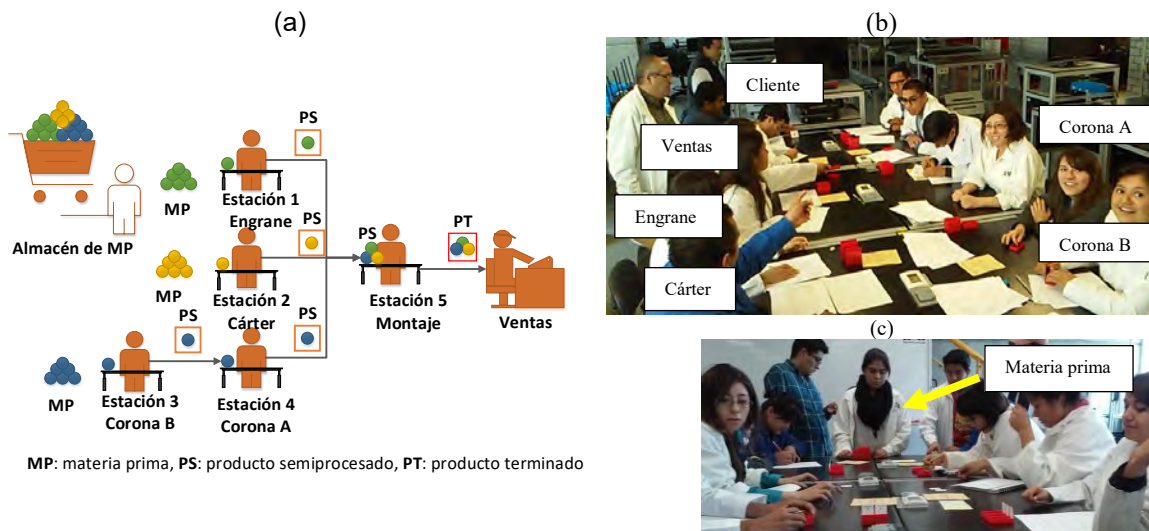 (a)
PS
MP
Estación 1
Engrane
Almacén de MP
PS
MP
Estación 2
Cárter
PS
PT
Estación 5
Montaje
Ventas
PS
PS
MP
Estación 3
Corona B
Estación 4
Corona A
MP: materia prima, PS: producto semiprocesado, PT: producto terminado
(b)
Cliente
Ventas
Engrane
Cárter
Corona A
Corona B
(c)
Materia prima